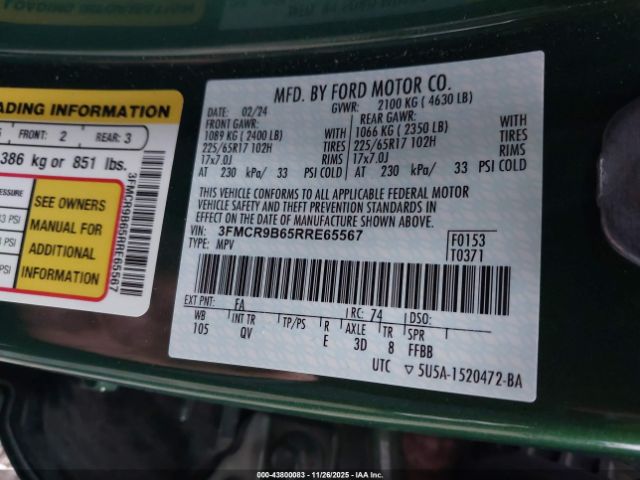 ADING INFORMATION
FRONT: 2 REAR: 3
386 kg or 851 lbs.
PRESSURE
PSI
PSI
SEE OWNERS
MANUAL FOR
ADDITIONAL
INFORMATION
3FMCR9B65RRE65567
MFD. BY FORD MOTOR CO.
DATE: 02/24 GVWR: 2100 KG ( 4630 LB)
FRONT GAWR: REAR GAWR:
1089 KG ( 2400 LB) WITH 1066 KG ( 2350 LB) WITH
225/65R17 102H TIRES 225/65R17 102H TIRES
17x7.0J RIMS 17x7.0J RIMS
AT 230 kPa/ 33 PSI COLD AT 230 kPa/ 33 PSI COLD
THIS VEHICLE CONFORMS TO ALL APPLICABLE FEDERAL MOTOR
VEHICLE SAFETY AND THEFT PREVENTION STANDARDS IN
EFFECT ON THE DATE OF MANUFACTURE SHOWN ABOVE.
VIN: 3FMCR9B65RRE65567
TYPE: MPV
F0153
T0371
EXT PNT: FA RC: 74 DSO:
WB INT TR TP/PS R AXLE TR SPR
105 QV E 3D 8 FFBB
UTC ▽ 5U5A-1520472-BA
000-43800083 - 11/26/2025 - IAA Inc.